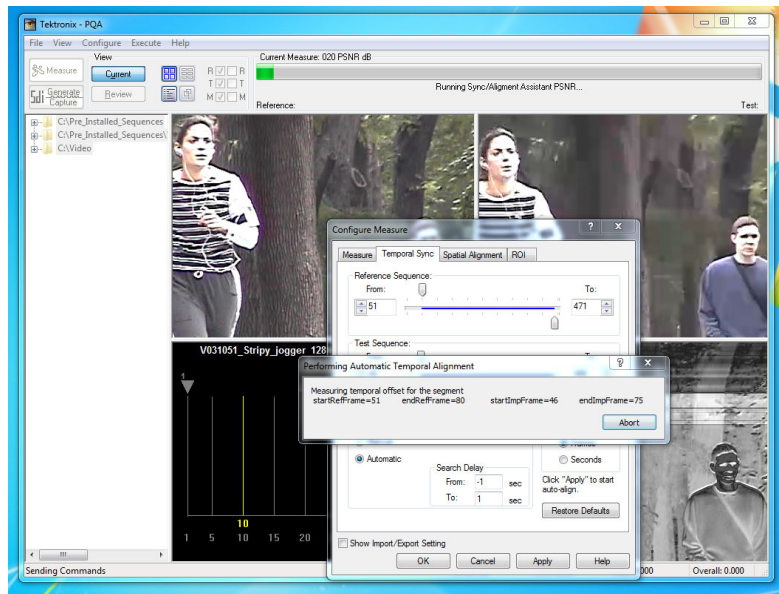 Tektronix - PQA
File View Configure Execute Help
View
Measure
Current
Generate
Capture
Review
R R
T T
M M
Current Measure: 020 PSNR dB
Running Sync/Aligment Assistant PSNR...
Reference: Test:
C:\Pre_Installed_Sequences
C:\Pre_Installed_Sequences\
C:\Video
Configure Measure
Measure Temporal Sync Spatial Alignment ROI
Reference Sequence:
From: To:
51 471
Test Sequence:
V031051_Stripy_jogger_128
1
Performing Automatic Temporal Alignment
Measuring temporal offset for the segment
startRefFrame=51 endRefFrame=80 startImpFrame=46 endImpFrame=75
Abort
Automatic
Seconds
Search Delay
From: -1 sec
To: 1 sec
Click "Apply" to start
auto-align.
Restore Defaults
10
1 5 10 15 20
Show Import/Export Setting
OK Cancel Apply Help
Sending Commands
000 Overall: 0.000